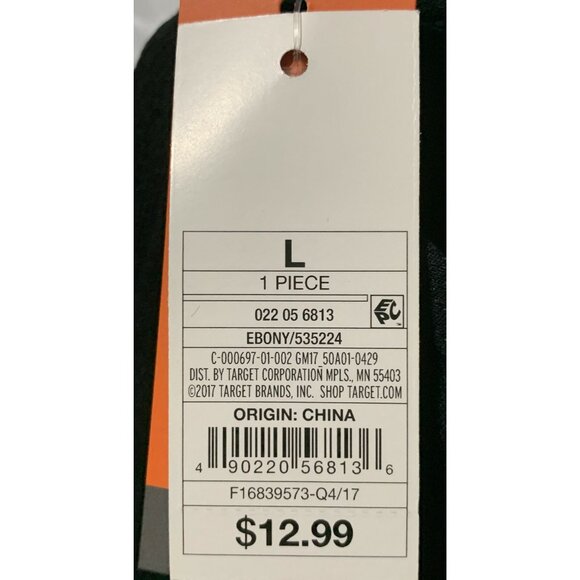 L
1 PIECE
022 05 6813
EPC™
EBONY/535224
C-000697-01-002 GM17 50A01-0429
DIST. BY TARGET CORPORATION MPLS., MN 55403
©2017 TARGET BRANDS, INC. SHOP TARGET.COM
ORIGIN: CHINA
4 90220 56813 6
F16839573-Q4/17
$12.99